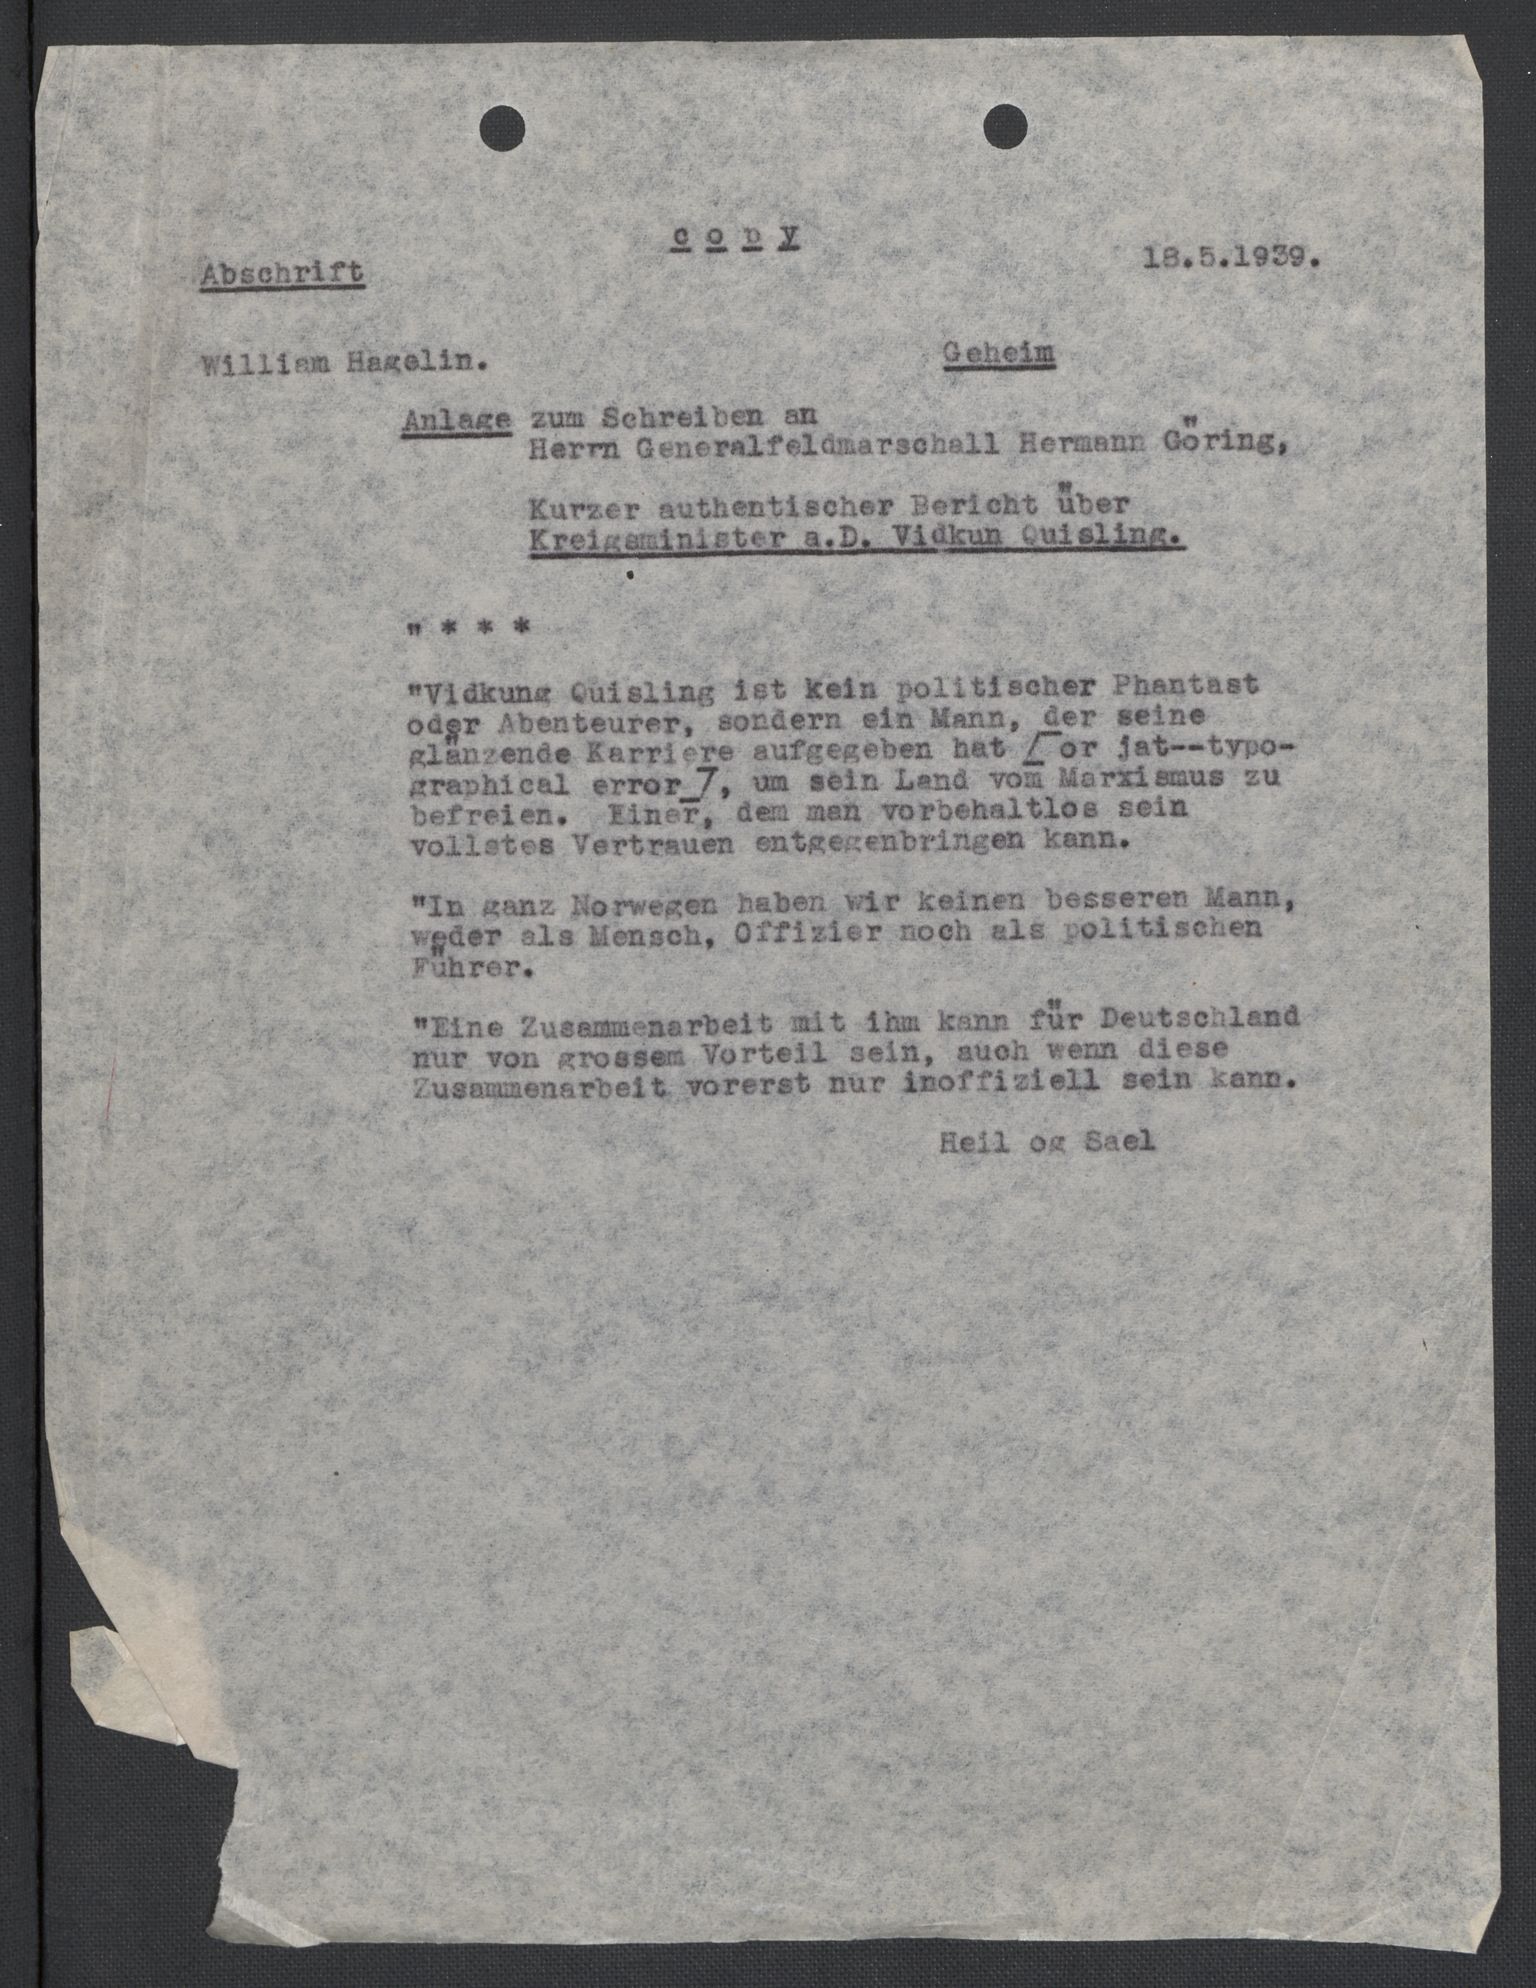 c o p y
18.5.1939.
Abschrift
William Hagelin.
Geheim
Anlage zum Schreiben an
Herrn Generalfeldmarschall Hermann Göring,
Kurzer authentischer Bericht über
Kreigsminister a.D. Vidkun Quisling.
" * * *
"Vidkung Quisling ist kein politischer Phantast
oder Abenteurer, sondern ein Mann, der seine
glänzende Karriere aufgegeben hat [or jat--typo-
graphical error_7, um sein Land vom Marxismus zu
befreien. Einer, dem man vorbehaltlos sein
vollstes Vertrauen entgegenbringen kann.
"In ganz Norwegen haben wir keinen besseren Mann,
weder als Mensch, Offizier noch als politischen
Führer.
"Eine Zusammenarbeit mit ihm kann für Deutschland
nur von grossem Vorteil sein, auch wenn diese
Zusammenarbeit vorerst nur inoffiziell sein kann.
Heil og Sael